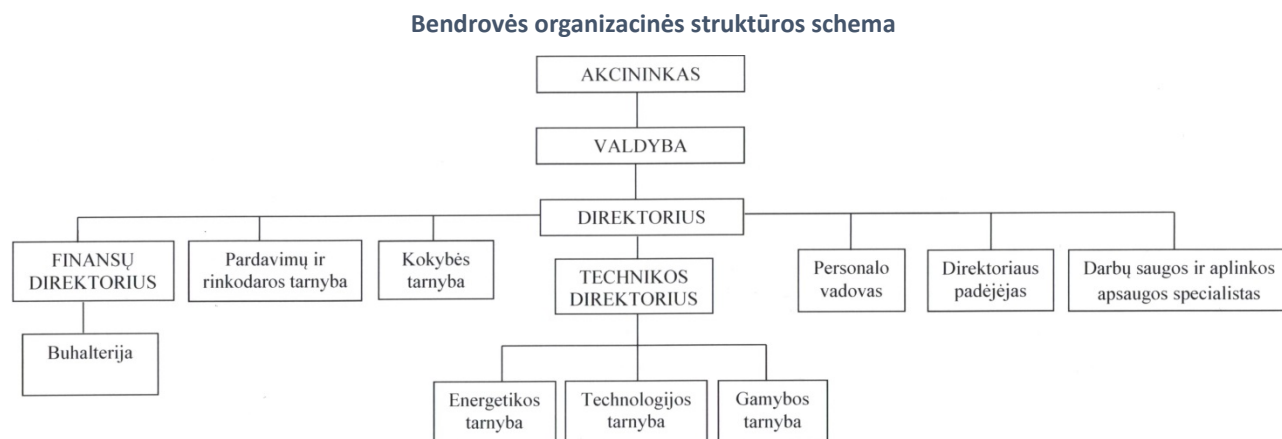 Bendrovės organizacinės struktūros schema
AKCININKAS
VALDYBA
DIREKTORIUS
FINANSŲ
DIREKTORIUS
Pardavimų ir
rinkodaros tarnyba
Kokybės
tarnyba
TECHNIKOS
DIREKTORIUS
Personalo
vadovas
Direktoriaus
padėjėjas
Darbų saugos ir aplinkos
apsaugos specialistas
Buhalterija
Energetikos
tarnyba
Technologijos
tarnyba
Gamybos
tarnyba